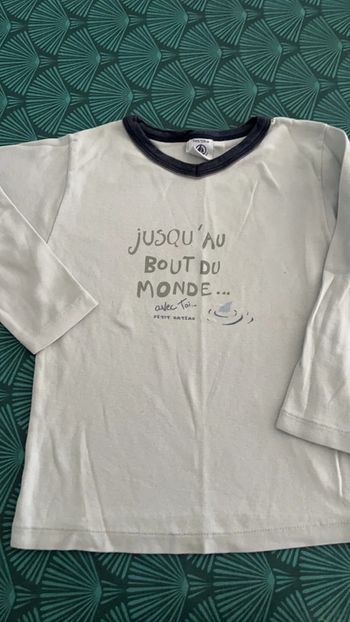 JUSQU'AU
BOUT DU
MONDE...
avec Toi...
PETIT BATEAU